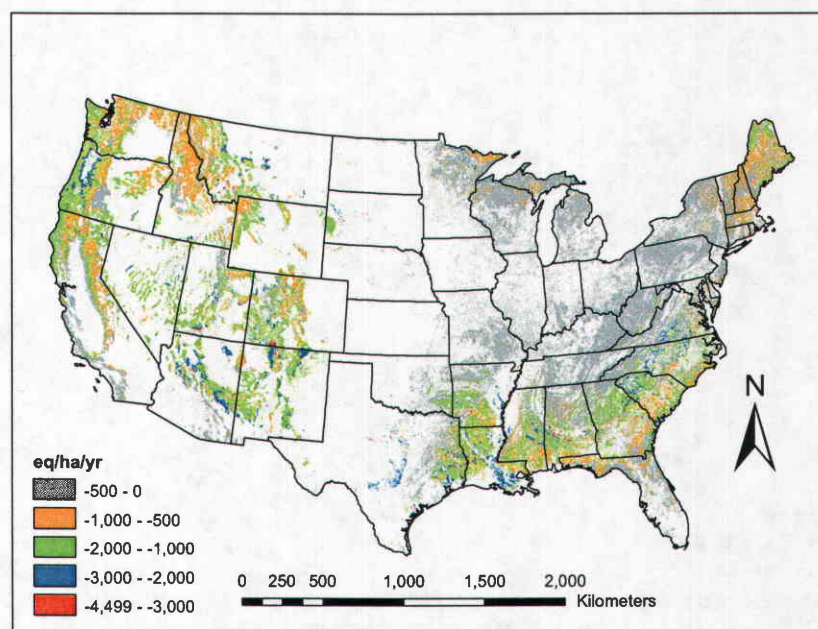 N
eq/ha/yr
-500 - 0
-1,000 - -500
-2,000 - -1,000
-3,000 - -2,000
-4,499 - -3,000
0 250 500 1,000 1,500 2,000
Kilometers